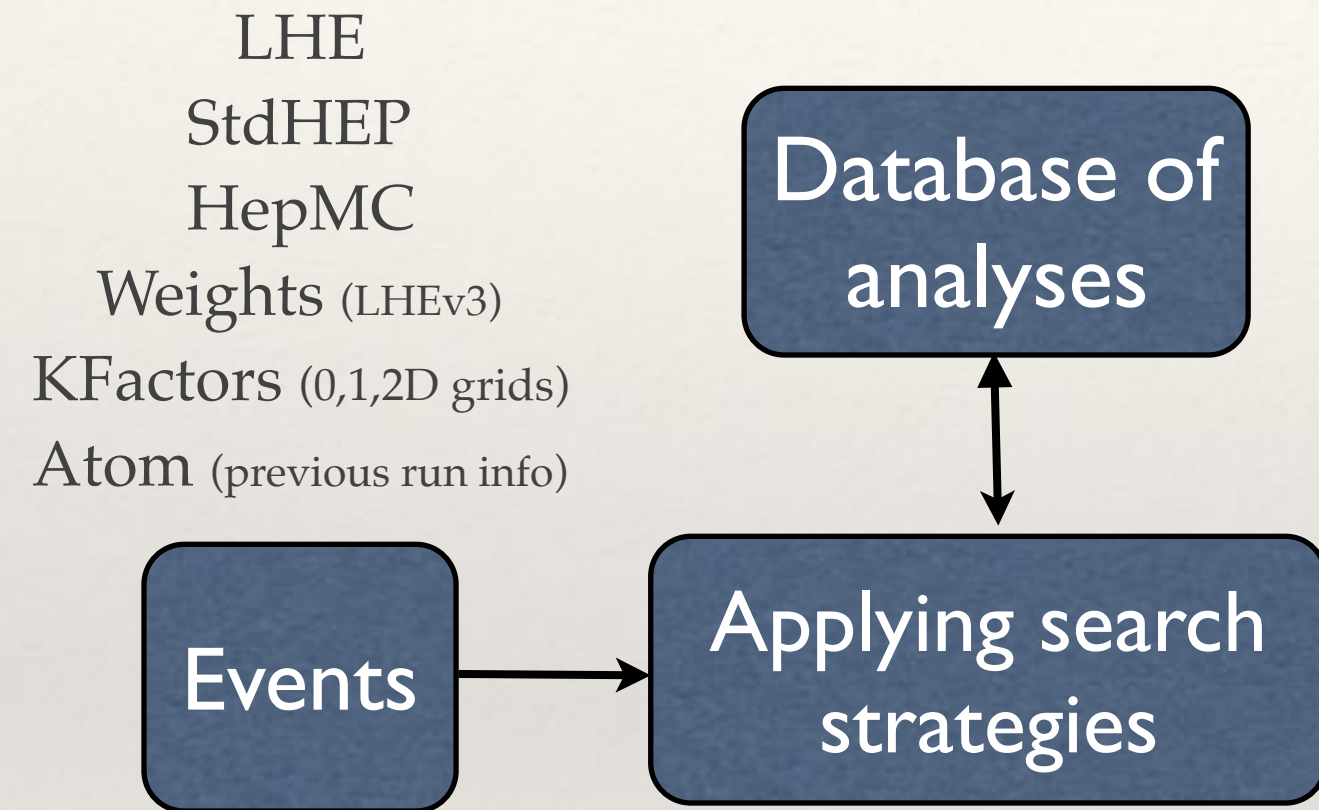 LHE
StdHEP
HepMC
Weights (LHEv3)
KFactors (0,1,2D grids)
Atom (previous run info)
Database of
analyses
Events
Applying search
strategies